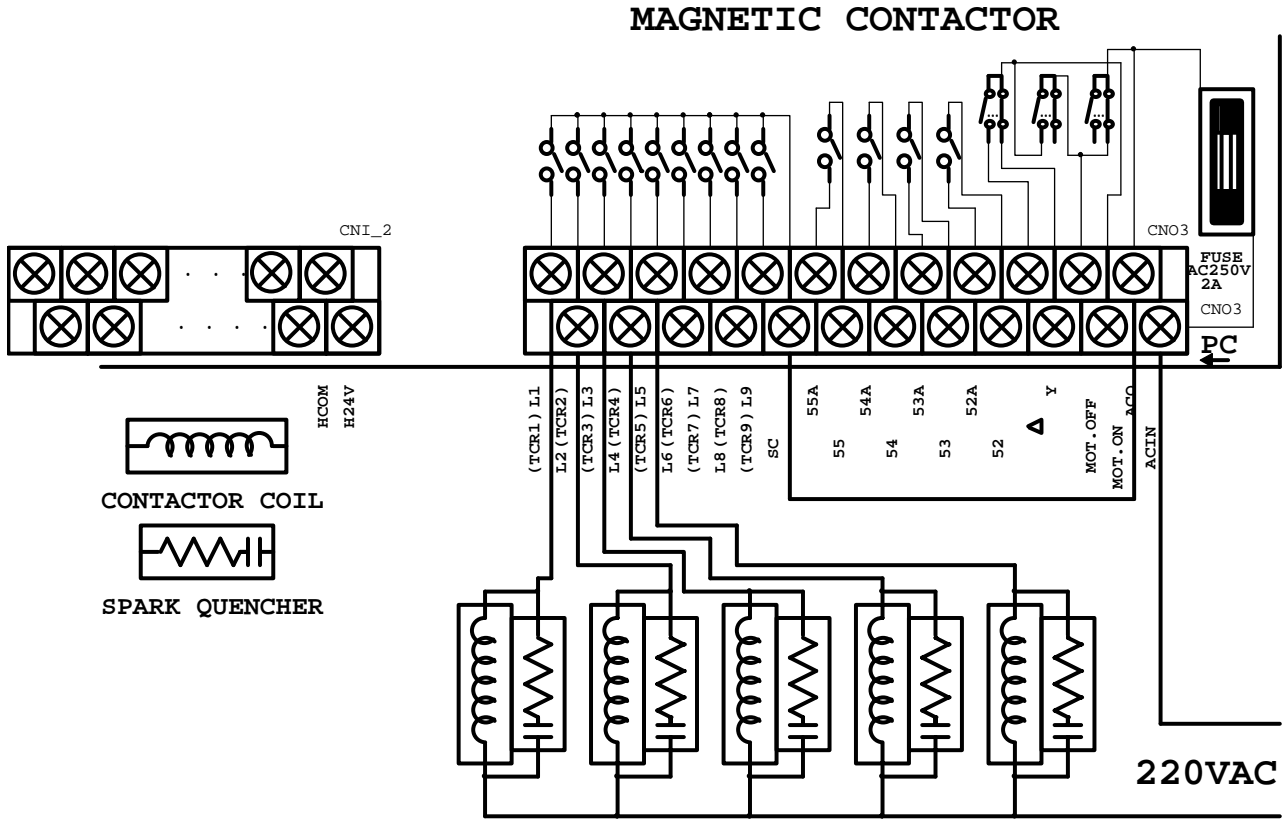 MAGNETIC CONTACTOR
CNI_2
CNO3
FUSE
AC250V
2A
CNO3
PC
HCOM
H24V
(TCR1) L1
L2 (TCR2)
(TCR3) L3
L4 (TCR4)
(TCR5) L5
L6 (TCR6)
(TCR7) L7
L8 (TCR8)
(TCR9) L9
SC
55A
55
54A
54
53A
53
52A
52
Δ
Y
MOT.OFF
MOT.ON
ACO
ACIN
CONTACTOR COIL
SPARK QUENCHER
220VAC